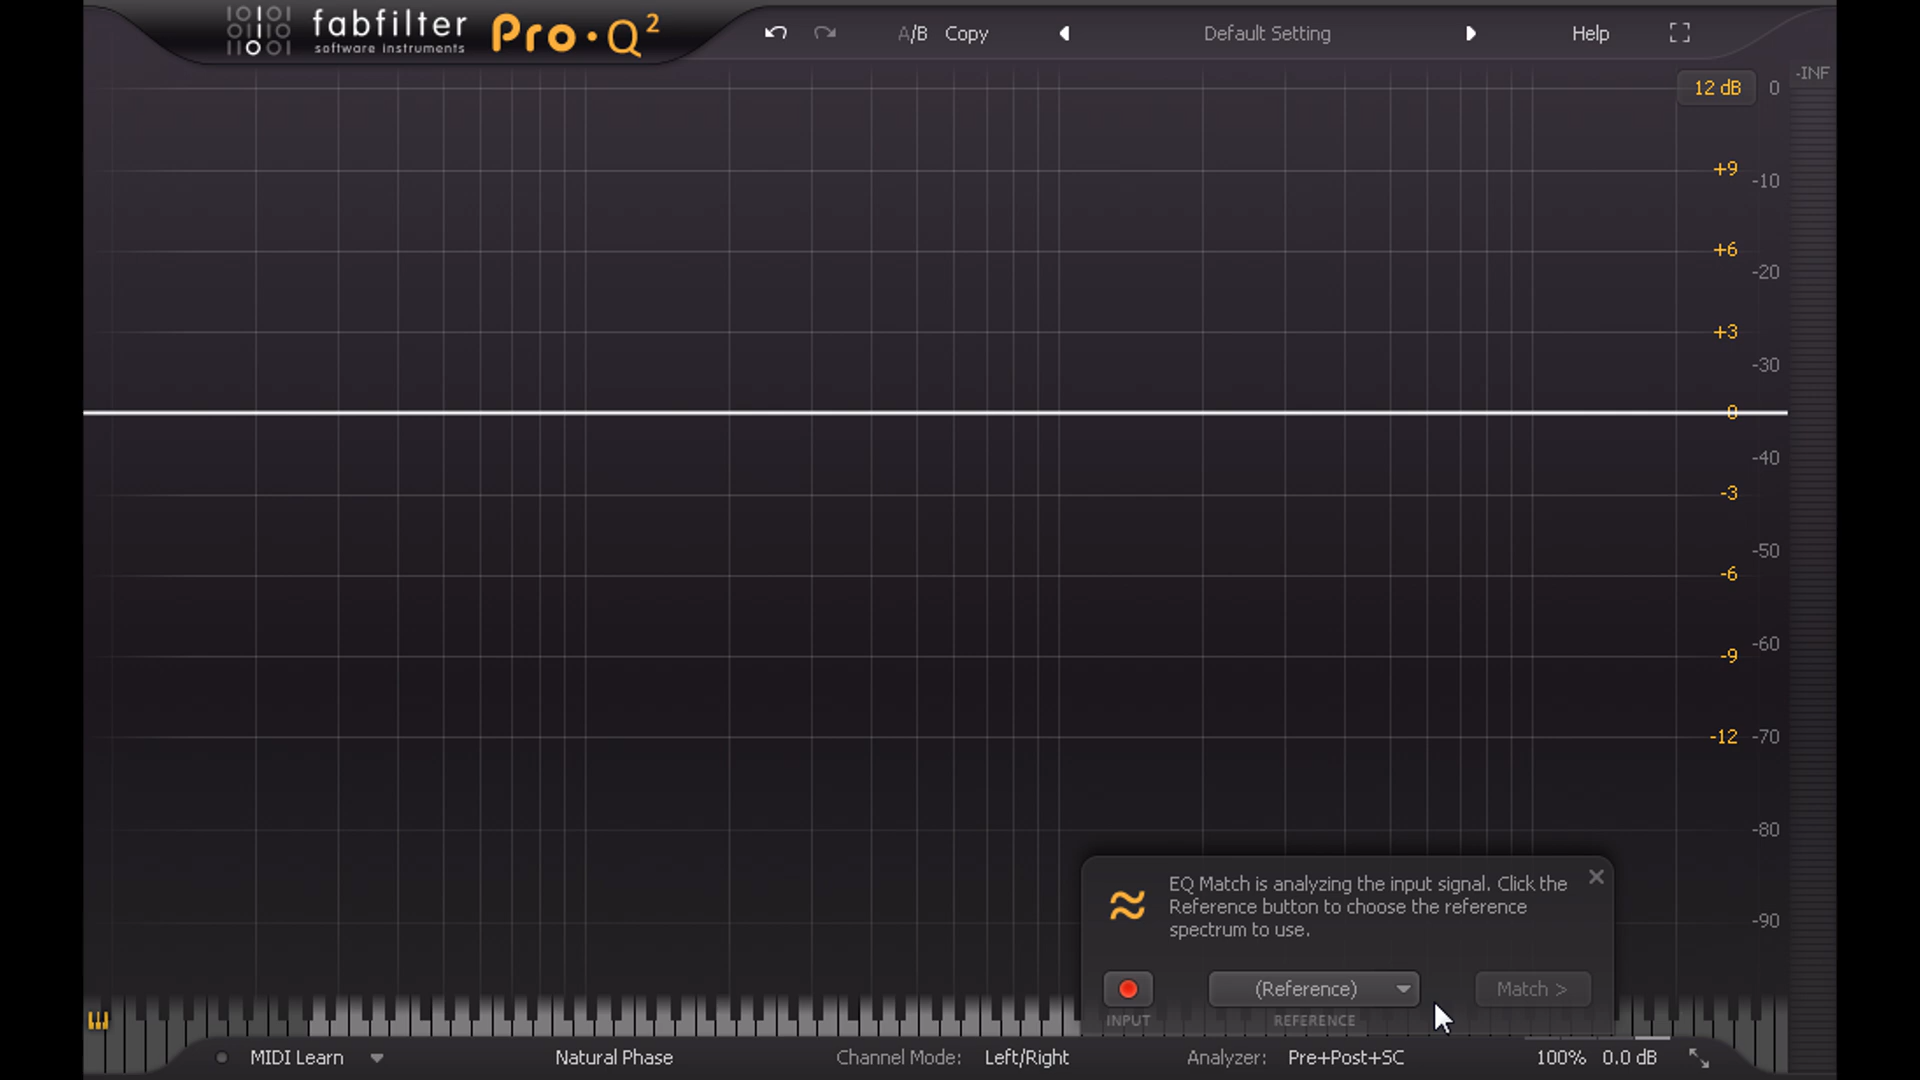 fabfilter
software instruments
Pro·Q²
A/B Copy
Default Setting
Help
-INF
12 dB 0
+9 -10
+6 -20
+3 -30
0 -40
-3 -50
-6 -60
-9
-12 -70
-80
-90
EQ Match is analyzing the input signal. Click the
Reference button to choose the reference
spectrum to use.
(Reference)
Match >
INPUT
REFERENCE
MIDI Learn
Natural Phase
Channel Mode: Left/Right
Analyzer: Pre+Post+SC
100% 0.0 dB